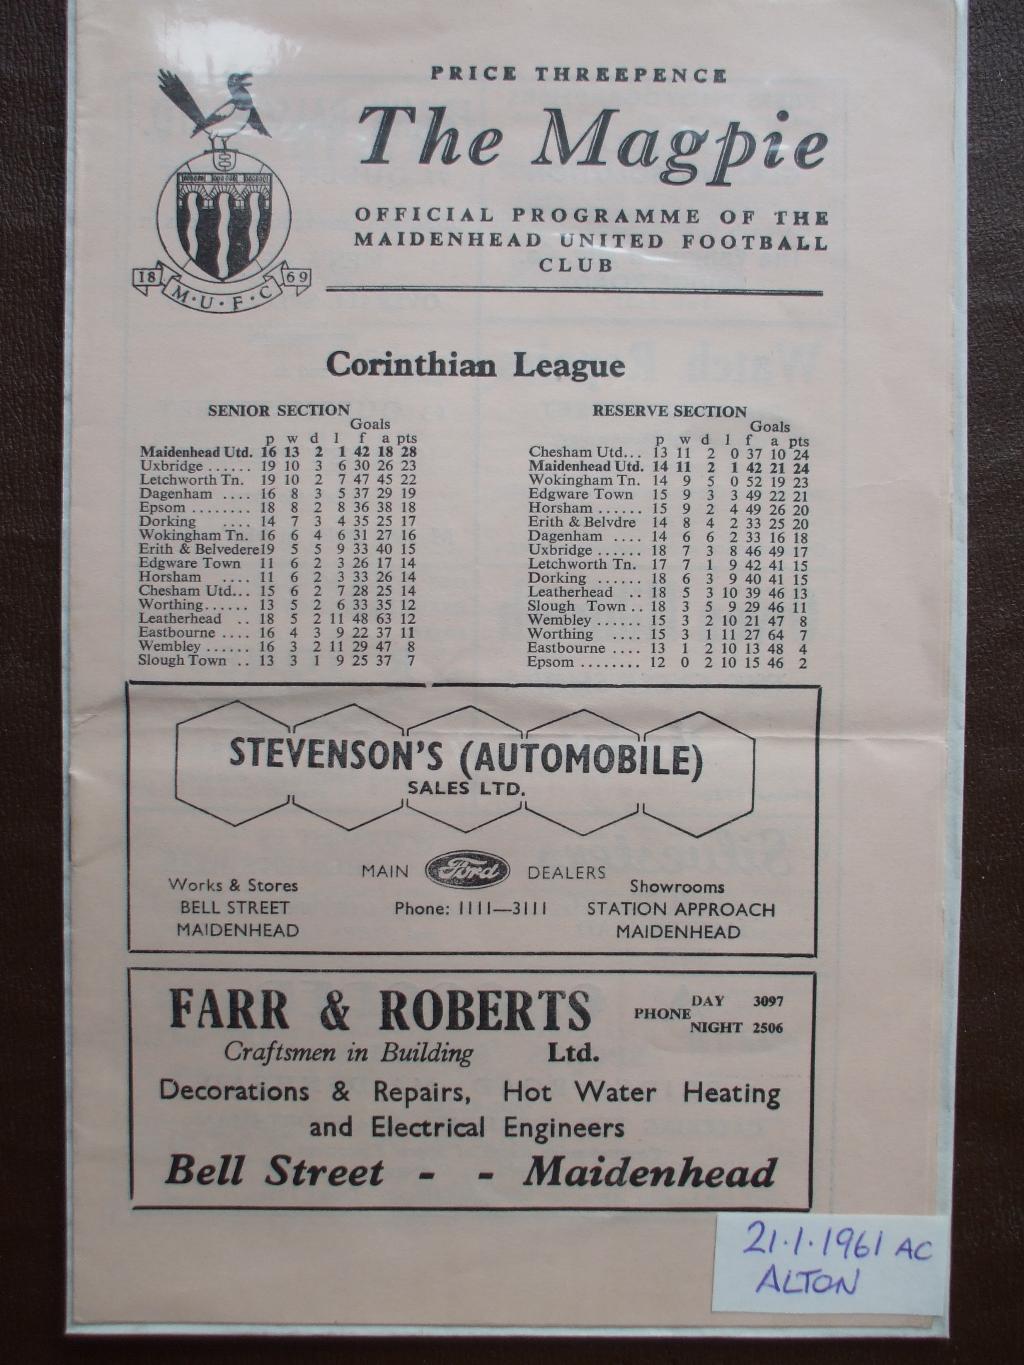 PRICE THREEPENCE
The Magpie
OFFICIAL PROGRAMME OF THE
MAIDENHEAD UNITED FOOTBALL
CLUB
18 69
M·U·F·C
Corinthian League
SENIOR SECTION
Goals
p w d l f a pts
Maidenhead Utd. 16 13 2 1 42 18 28
Uxbridge ...... 19 10 3 6 30 26 23
Letchworth Tn. 19 10 2 7 47 45 22
Dagenham .... 16 8 3 5 37 29 19
Epsom ........ 18 8 2 8 36 38 18
Dorking .... 14 7 3 4 35 25 17
Wokingham Tn. 16 6 4 6 31 27 16
Erith & Belvedere 19 5 5 9 33 40 15
Edgware Town 11 6 2 3 26 17 14
Horsham .... 11 6 2 3 33 26 14
Chesham Utd... 15 6 2 7 28 25 14
Worthing...... 13 5 2 6 33 35 12
Leatherhead .. 18 5 2 11 48 63 12
Eastbourne .... 16 4 3 9 22 37 11
Wembley ...... 16 3 2 11 29 47 8
Slough Town .. 13 3 1 9 25 37 7
RESERVE SECTION
Goals
p w d l f a pts
Chesham Utd... 13 11 2 0 37 10 24
Maidenhead Utd. 14 11 2 1 42 21 24
Wokingham Tn. 14 9 5 0 52 19 23
Edgware Town 15 9 3 3 49 22 21
Horsham ...... 15 9 2 4 49 26 20
Erith & Belvdre 14 8 4 2 33 25 20
Dagenham .... 14 6 6 2 33 16 18
Uxbridge ...... 18 7 3 8 46 49 17
Letchworth Tn. 17 7 1 9 42 41 15
Dorking ...... 18 6 3 9 40 41 15
Leatherhead .. 18 5 3 10 39 46 13
Slough Town .. 18 3 5 9 29 46 11
Wembley ...... 15 3 2 10 21 47 8
Worthing ...... 15 3 1 11 27 64 7
Eastbourne .... 13 1 2 10 13 48 4
Epsom ........ 12 0 2 10 15 46 2
STEVENSON'S (AUTOMOBILE)
SALES LTD.
MAIN Ford DEALERS
Works & Stores
BELL STREET
MAIDENHEAD
Phone: 1111—3111
Showrooms
STATION APPROACH
MAIDENHEAD
FARR & ROBERTS
Ltd.
PHONE
DAY 3097
NIGHT 2506
Craftsmen in Building
Decorations & Repairs, Hot Water Heating
and Electrical Engineers
Bell Street - - Maidenhead
21·1·1961 AC
ALTON